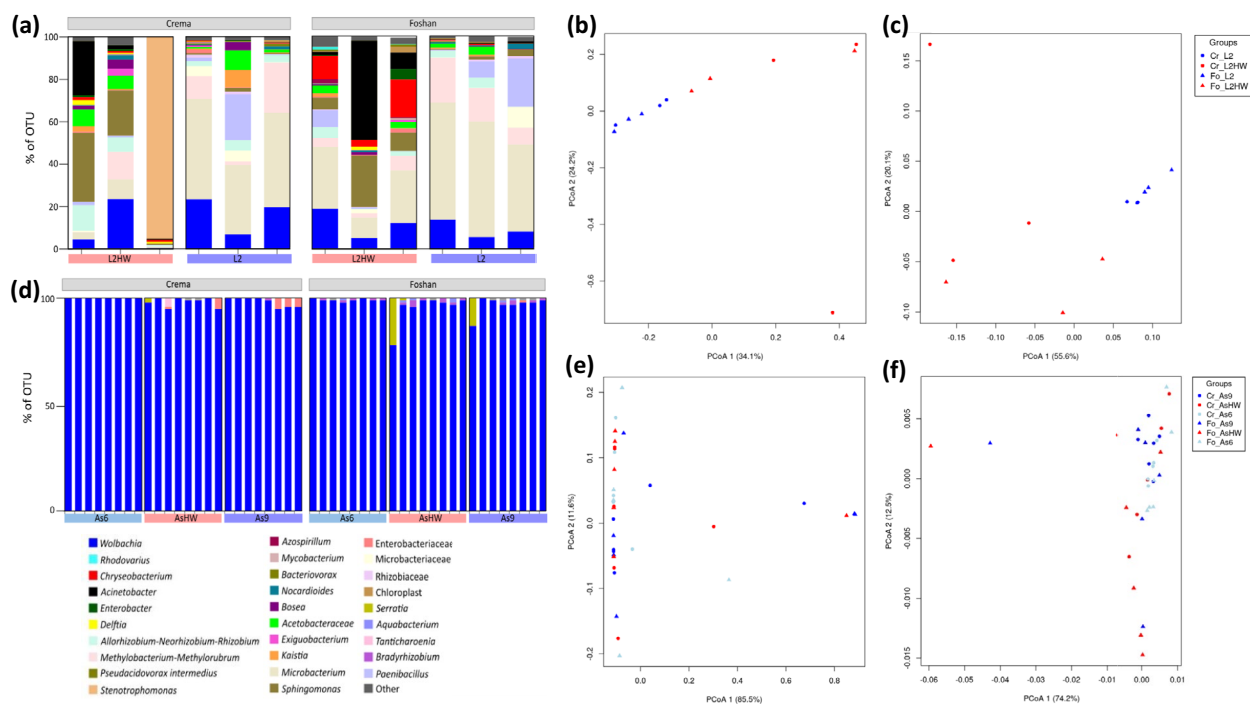 (a)
Crema
Foshan
% of OTU
100
80
60
40
20
0
L2HW
L2
L2HW
L2
(b)
PCoA 2 (24.2%)
0.2
0.0
-0.2
-0.4
-0.6
-0.2
0.0
0.2
0.4
PCoA 1 (34.1%)
(c)
PCoA 2 (20.1%)
0.15
0.10
0.05
0.00
-0.05
-0.10
-0.15
-0.10
-0.05
0.00
0.05
0.10
PCoA 1 (55.6%)
Groups
Cr_L2
Cr_L2HW
Fo_L2
Fo_L2HW
(d)
Crema
Foshan
% of OTU
100
50
0
As6
AsHW
As9
As6
AsHW
As9
Wolbachia
Rhodovarius
Chryseobacterium
Acinetobacter
Enterobacter
Delftia
Allorhizobium-Neorhizobium-Rhizobium
Methylobacterium-Methylorubrum
Pseudacidovorax intermedius
Stenotrophomonas
Azospirillum
Mycobacterium
Bacteriovorax
Nocardioides
Bosea
Acetobacteraceae
Exiguobacterium
Kaistia
Microbacterium
Sphingomonas
Enterobacteriaceae
Microbacteriaceae
Rhizobiaceae
Chloroplast
Serratia
Aquabacterium
Tanticharoenia
Bradyrhizobium
Paenibacillus
Other
(e)
PCoA 2 (11.6%)
0.2
0.1
0.0
-0.1
-0.2
0.0
0.2
0.4
0.6
0.8
PCoA 1 (85.5%)
(f)
PCoA 2 (12.5%)
0.005
0.000
-0.005
-0.010
-0.015
-0.06
-0.05
-0.04
-0.03
-0.02
-0.01
0.00
0.01
PCoA 1 (74.2%)
Groups
Cr_As9
Cr_AsHW
Cr_As6
Fo_As9
Fo_AsHW
Fo_As6